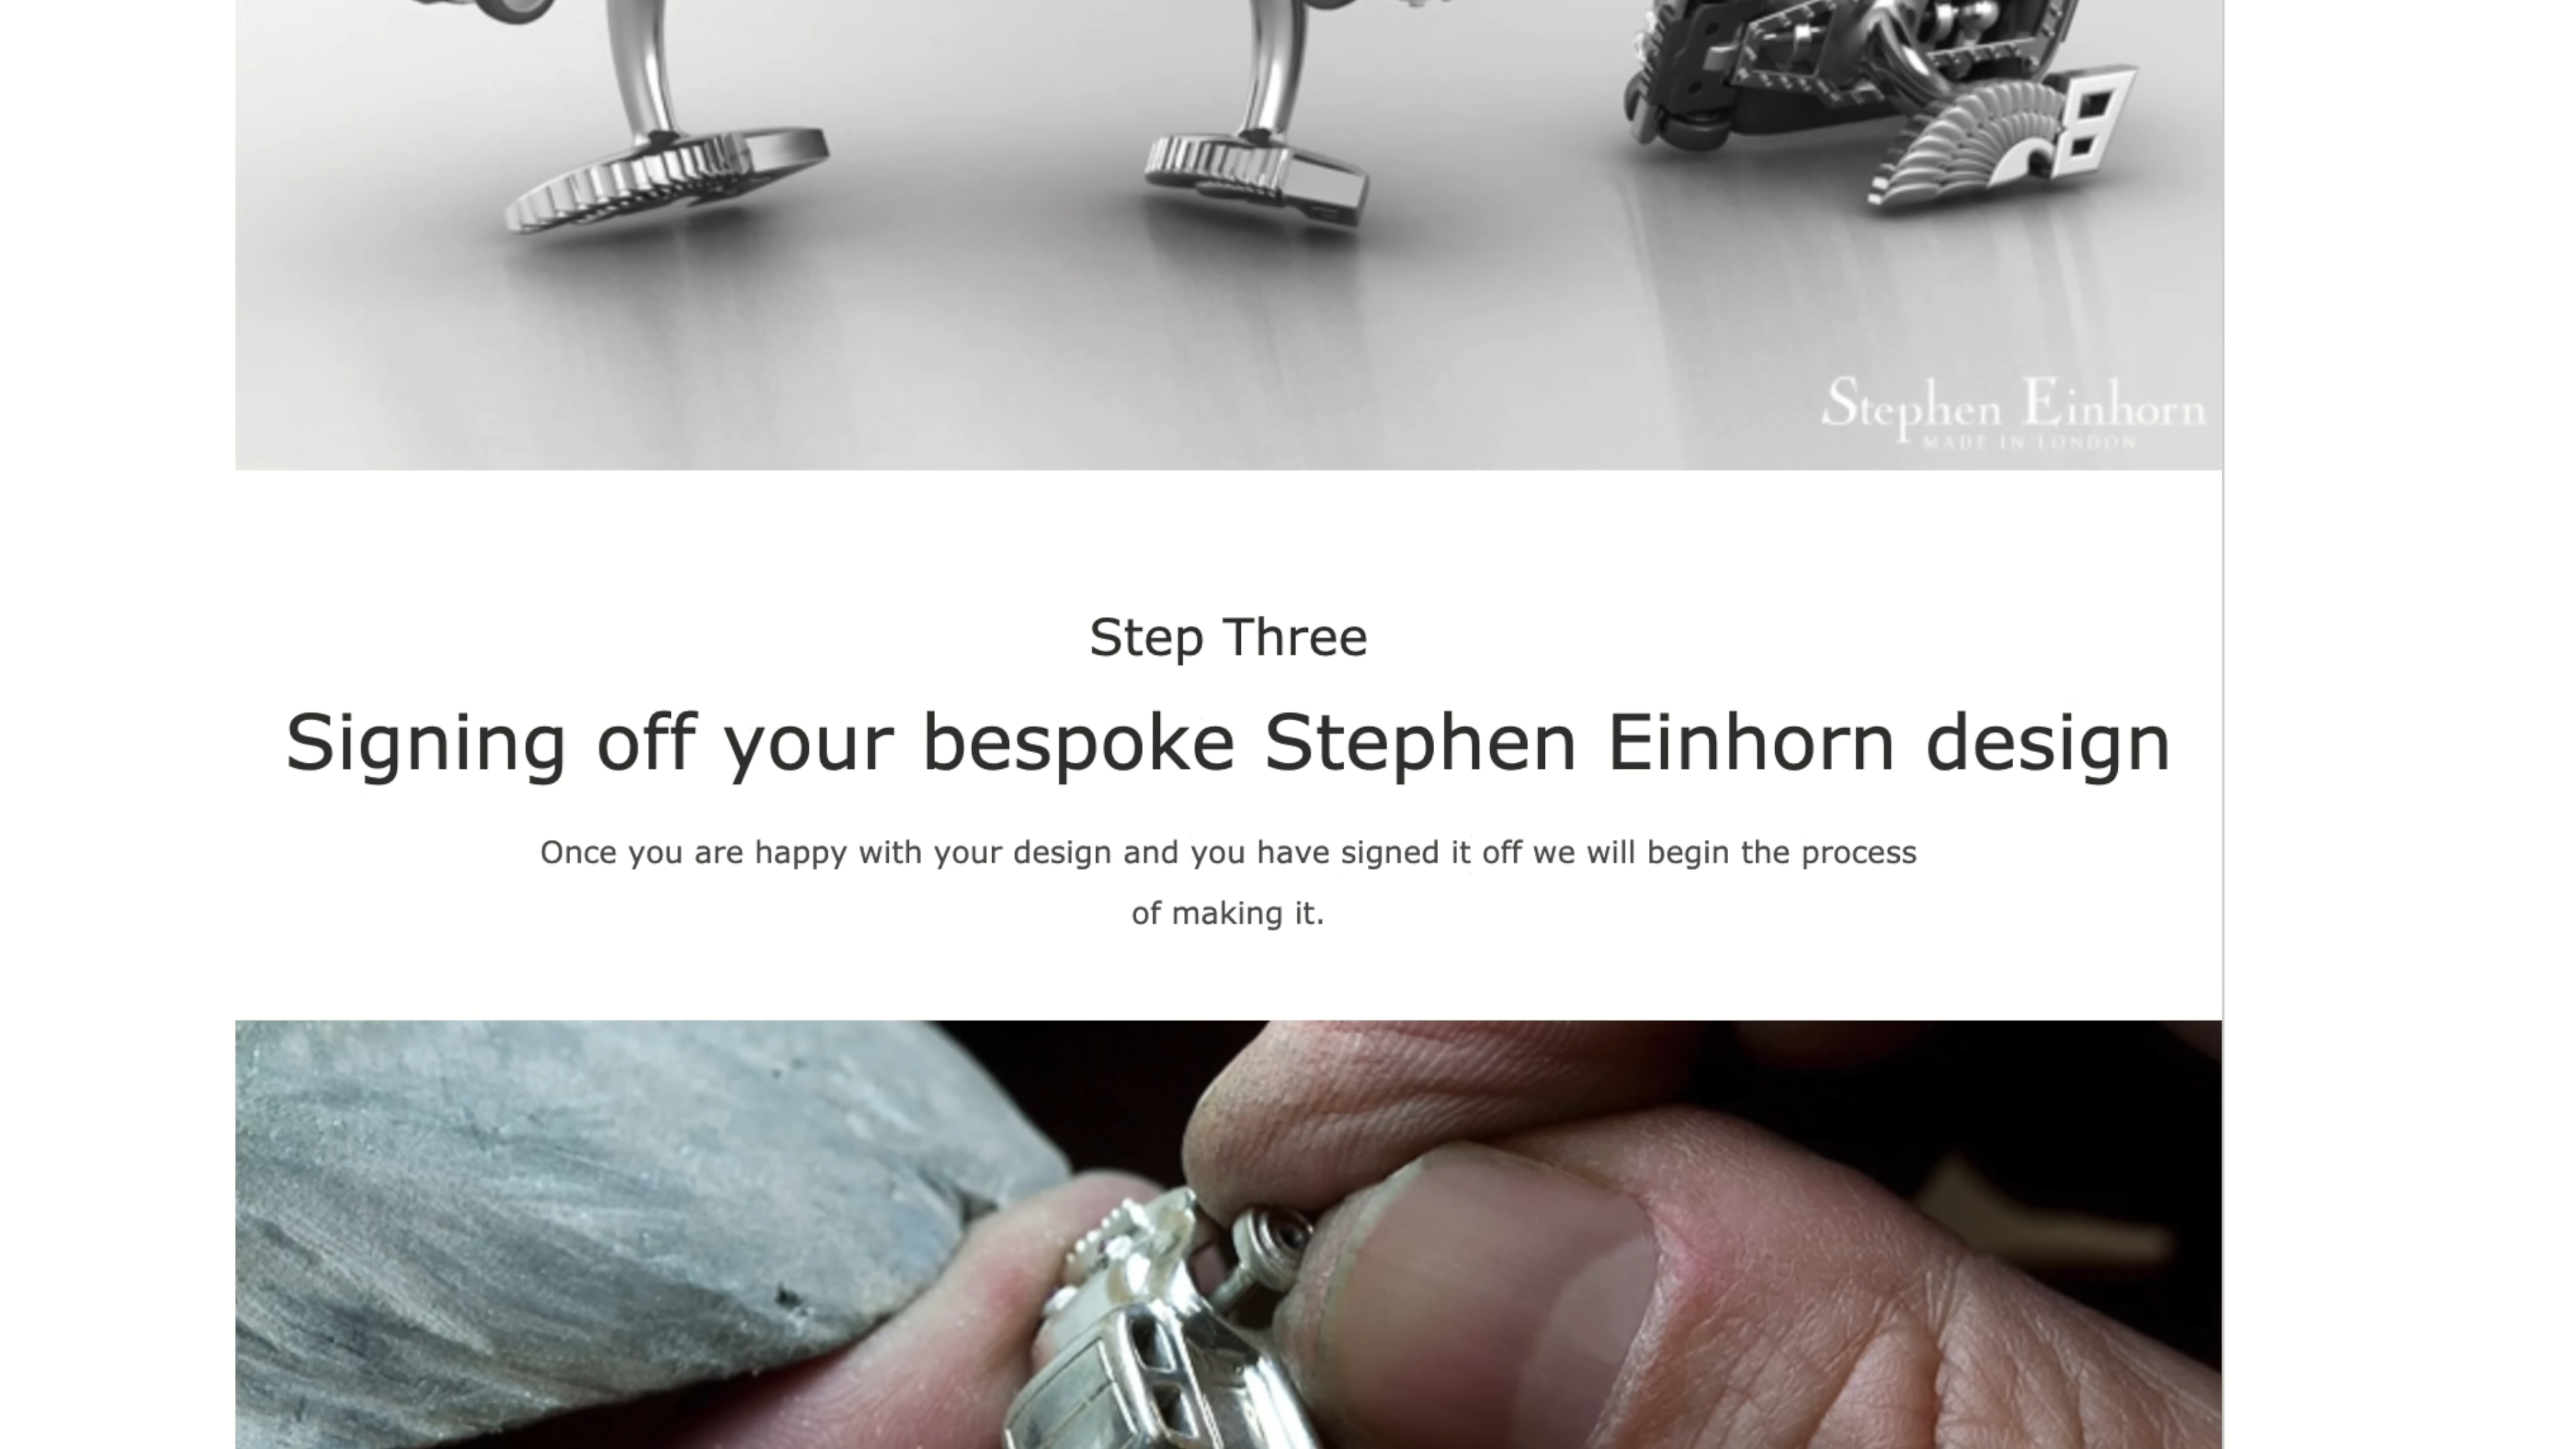 Stephen Einhorn
MADE IN LONDON
Step Three
Signing off your bespoke Stephen Einhorn design
Once you are happy with your design and you have signed it off we will begin the process
of making it.